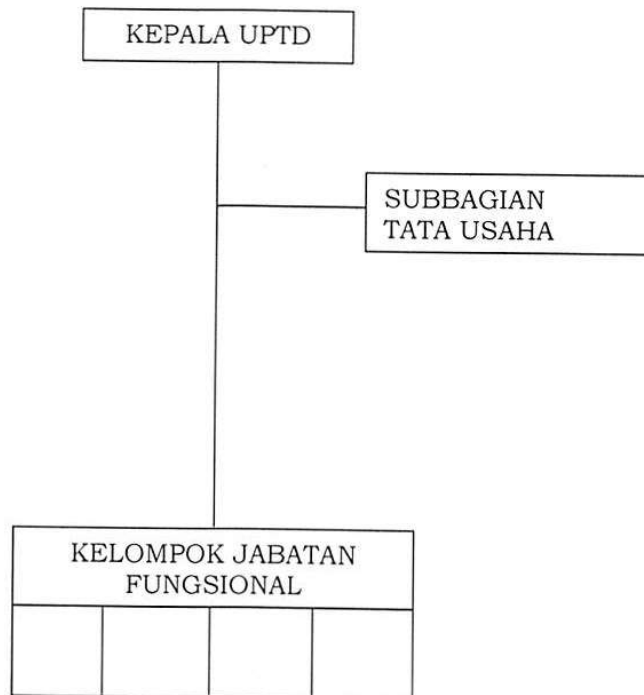 KEPALA UPTD
SUBBAGIAN
TATA USAHA
KELOMPOK JABATAN
FUNGSIONAL